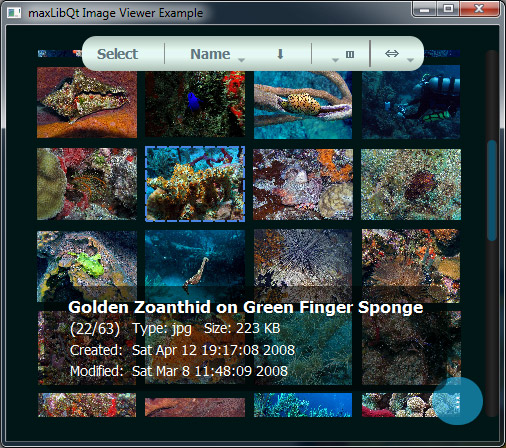 maxLibQt Image Viewer Example
Select Name
Golden Zoanthid on Green Finger Sponge
(22/63) Type: jpg Size: 223 KB
Created: Sat Apr 12 19:17:08 2008
Modified: Sat Mar 8 11:48:09 2008